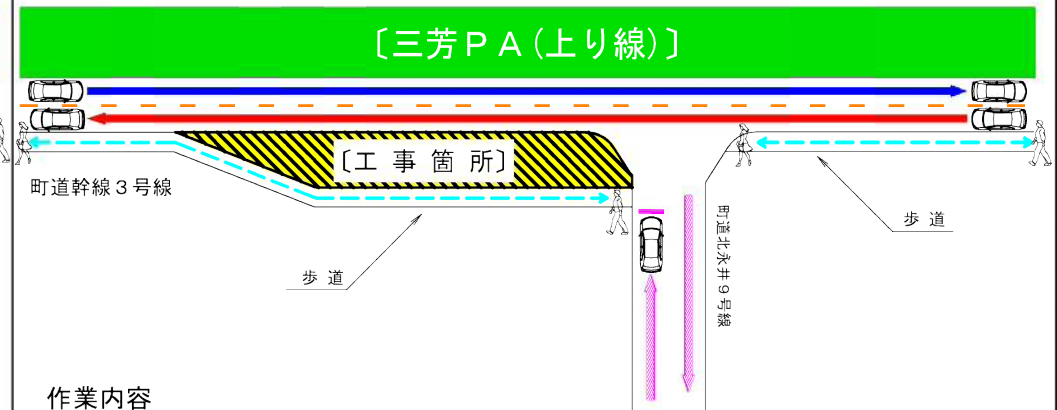 〔三芳ＰＡ(上り線)〕
〔工事箇所〕
町道幹線３号線
歩道
歩道
町道北永井９号線
作業内容